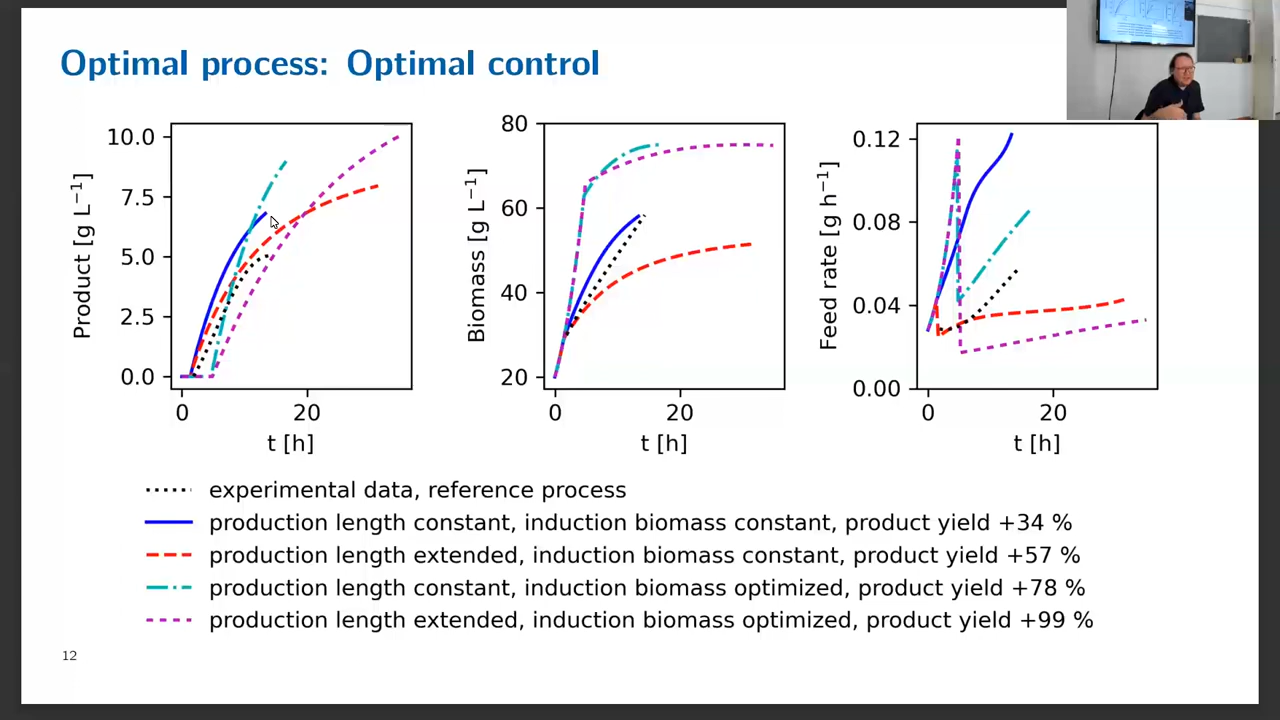 Optimal process: Optimal control
10.0
7.5
5.0
2.5
0.0
Product [g L⁻¹]
0
20
t [h]
80
60
40
20
Biomass [g L⁻¹]
0
20
t [h]
0.12
0.08
0.04
0.00
Feed rate [g h⁻¹]
0
20
t [h]
experimental data, reference process
production length constant, induction biomass constant, product yield +34 %
production length extended, induction biomass constant, product yield +57 %
production length constant, induction biomass optimized, product yield +78 %
production length extended, induction biomass optimized, product yield +99 %
12